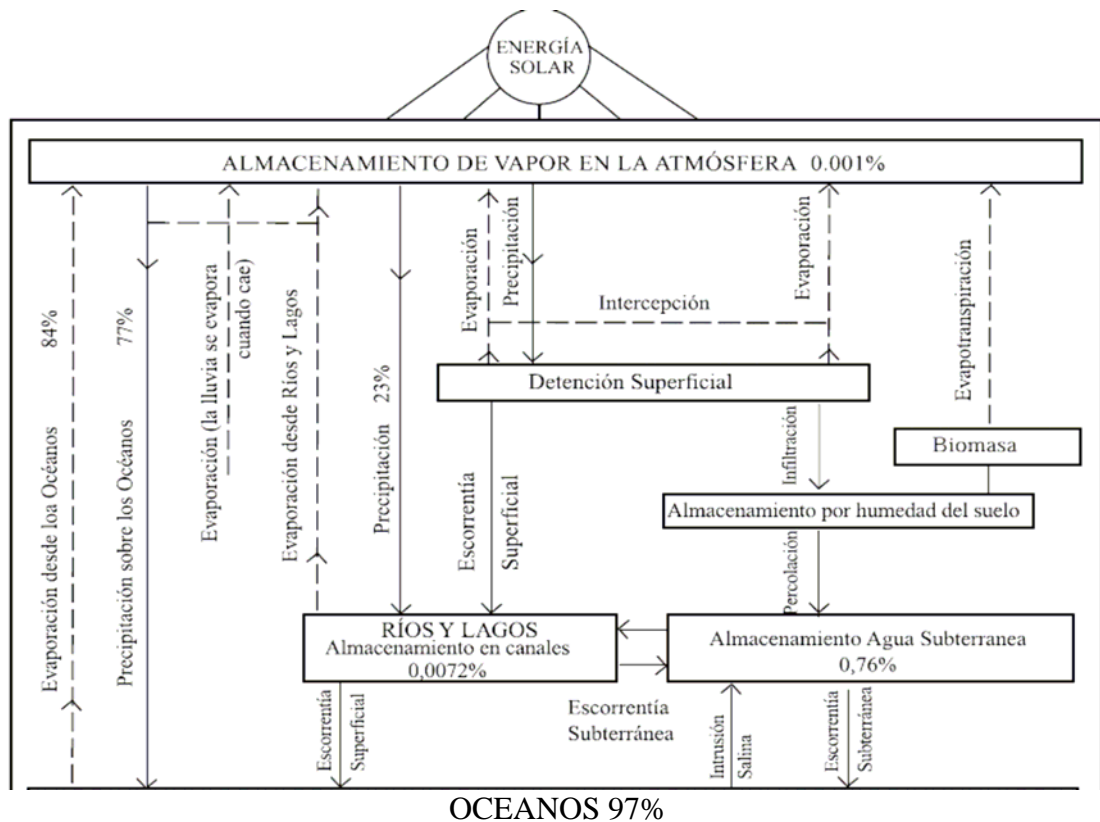 ENERGÍA
SOLAR
ALMACENAMIENTO DE VAPOR EN LA ATMÓSFERA 0.001%
Evaporación desde loa Océanos 84%
Precipitación sobre los Océanos 77%
Evaporación (la lluvia se evapora
cuando cae)
Evaporación desde Ríos y Lagos
Precipitación 23%
Evaporación
Precipitación
Intercepción
Evaporación
Evapotranspiración
Detención Superficial
Biomasa
Escorrentía
Superficial
Infiltración
Almacenamiento por humedad del suelo
Percolación
RÍOS Y LAGOS
Almacenamiento en canales
0,0072%
Almacenamiento Agua Subterranea
0,76%
Escorrentía
Superficial
Escorrentía
Subterránea
Intrusión
Salina
Escorrentía
Subterránea
OCEANOS 97%